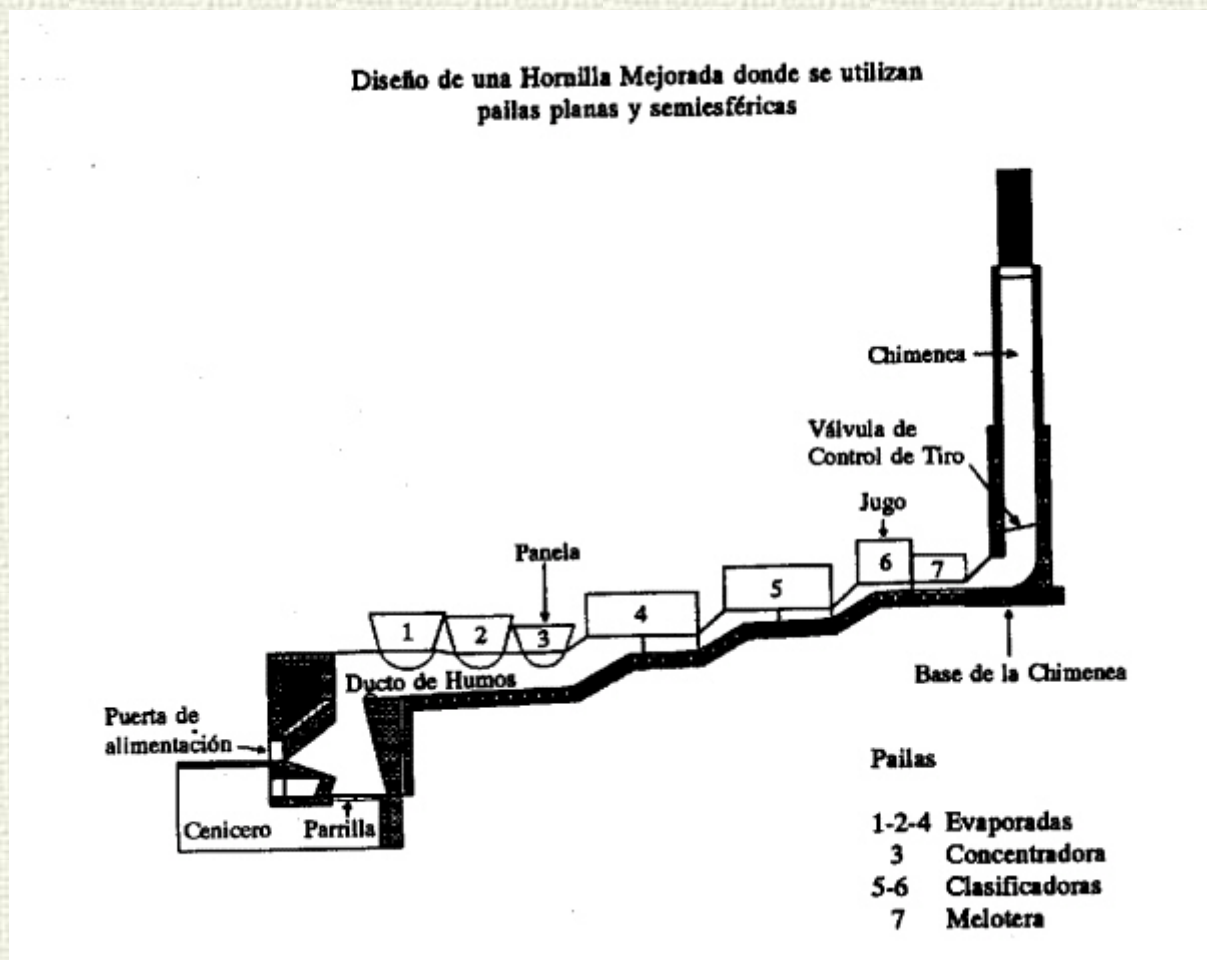 Diseño de una Hornilla Mejorada donde se utilizan
pailas planas y semiesféricas
Chimenea
Válvula de
Control de Tiro
Jugo
Panela
1
2
3
4
5
6
7
Ducto de Humos
Base de la Chimenea
Puerta de
alimentación
Cenicero
Parrilla
Pailas
1-2-4 Evaporadas
3 Concentradora
5-6 Clasificadoras
7 Melotera